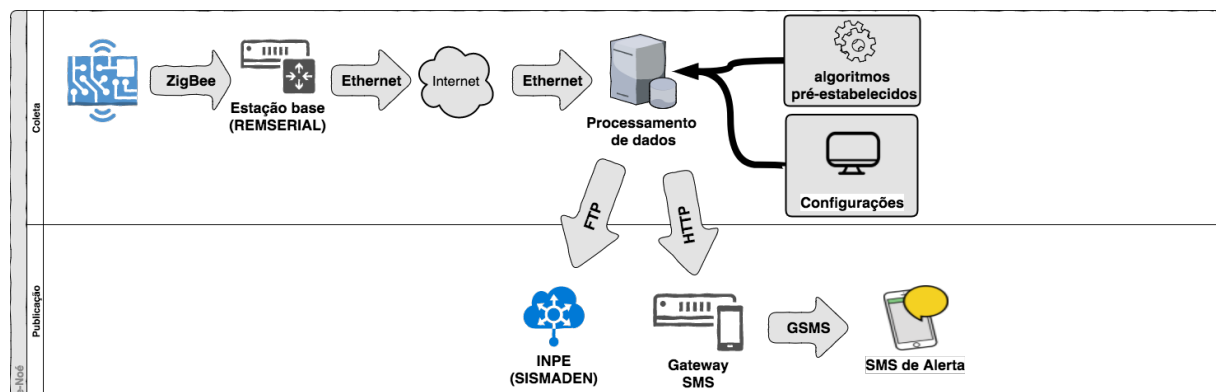 Coleta
ZigBee
Estação base
(REMSERIAL)
Ethernet
Internet
Ethernet
Processamento
de dados
algoritmos
pré-estabelecidos
Configurações
FTP
HTTP
Publicação
INPE
(SISMADEN)
Gateway
SMS
GSMS
SMS de Alerta
-Noé